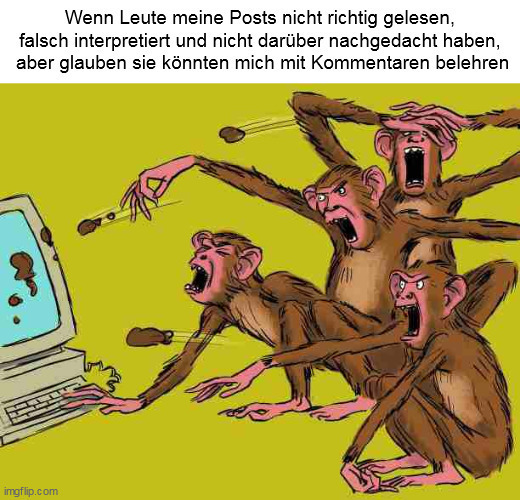 Wenn Leute meine Posts nicht richtig gelesen,
falsch interpretiert und nicht darüber nachgedacht haben,
aber glauben sie könnten mich mit Kommentaren belehren
imgflip.com